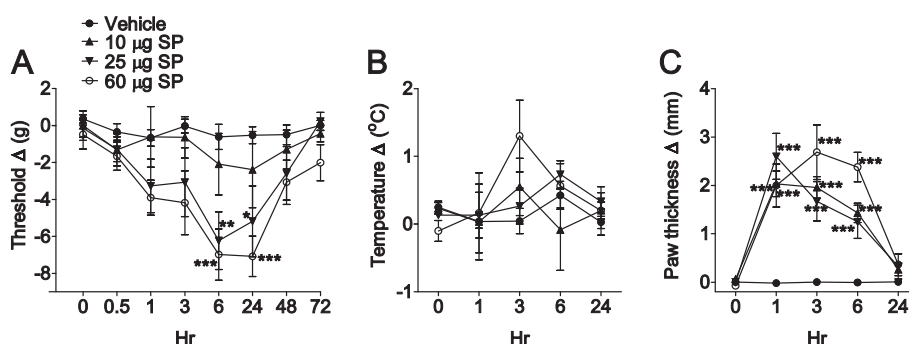 Vehicle
10 μg SP
25 μg SP
60 μg SP
A
Threshold Δ (g)
2
0
-2
-4
-6
-8
**
*
***
***
0 0.5 1 3 6 24 48 72
Hr
B
Temperature Δ (ºC)
2
1
0
-1
0 1 3 6 24
Hr
C
Paw thickness Δ (mm)
4
3
2
1
0
***
***
***
***
***
***
***
***
***
0 1 3 6 24
Hr